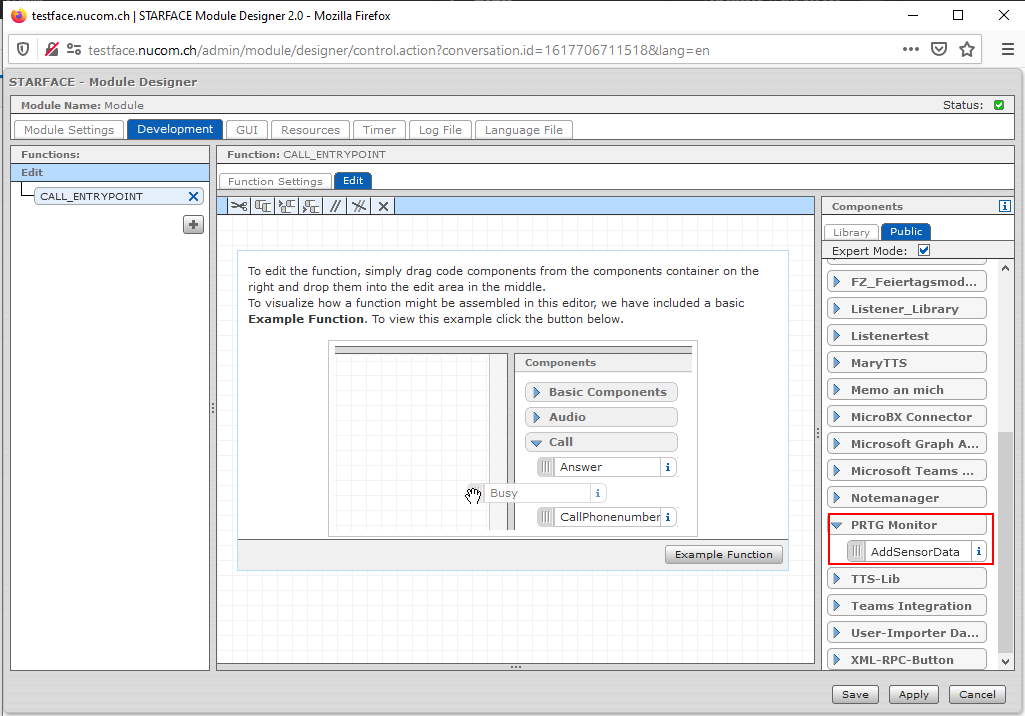 testface.nucom.ch | STARFACE Module Designer 2.0 - Mozilla Firefox
testface.nucom.ch/admin/module/designer/control.action?conversation.id=1617706711518&lang=en
STARFACE - Module Designer
Module Name: Module
Status:
Module Settings
Development
GUI
Resources
Timer
Log File
Language File
Functions:
Edit
CALL_ENTRYPOINT
Function: CALL_ENTRYPOINT
Function Settings
Edit
To edit the function, simply drag code components from the components container on the
right and drop them into the edit area in the middle.
To visualize how a function might be assembled in this editor, we have included a basic
Example Function. To view this example click the button below.
Components
Basic Components
Audio
Call
Answer
Busy
CallPhonenumber
Example Function
Components
Library
Public
Expert Mode:
FZ_Feiertagsmod...
Listener_Library
Listenertest
MaryTTS
Memo an mich
MicroBX Connector
Microsoft Graph A...
Microsoft Teams ...
Notemanager
PRTG Monitor
AddSensorData
TTS-Lib
Teams Integration
User-Importer Da...
XML-RPC-Button
Save
Apply
Cancel